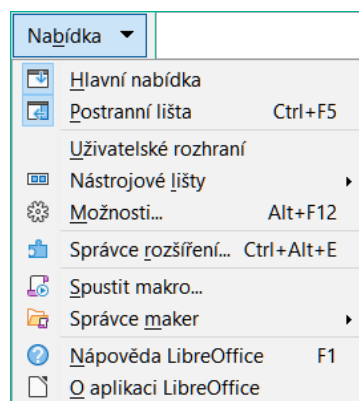 Nabídka
Hlavní nabídka
Postranní lišta Ctrl+F5
Uživatelské rozhraní
Nástrojové lišty
Možnosti... Alt+F12
Správce rozšíření... Ctrl+Alt+E
Spustit makro...
Správce maker
Nápověda LibreOffice F1
O aplikaci LibreOffice